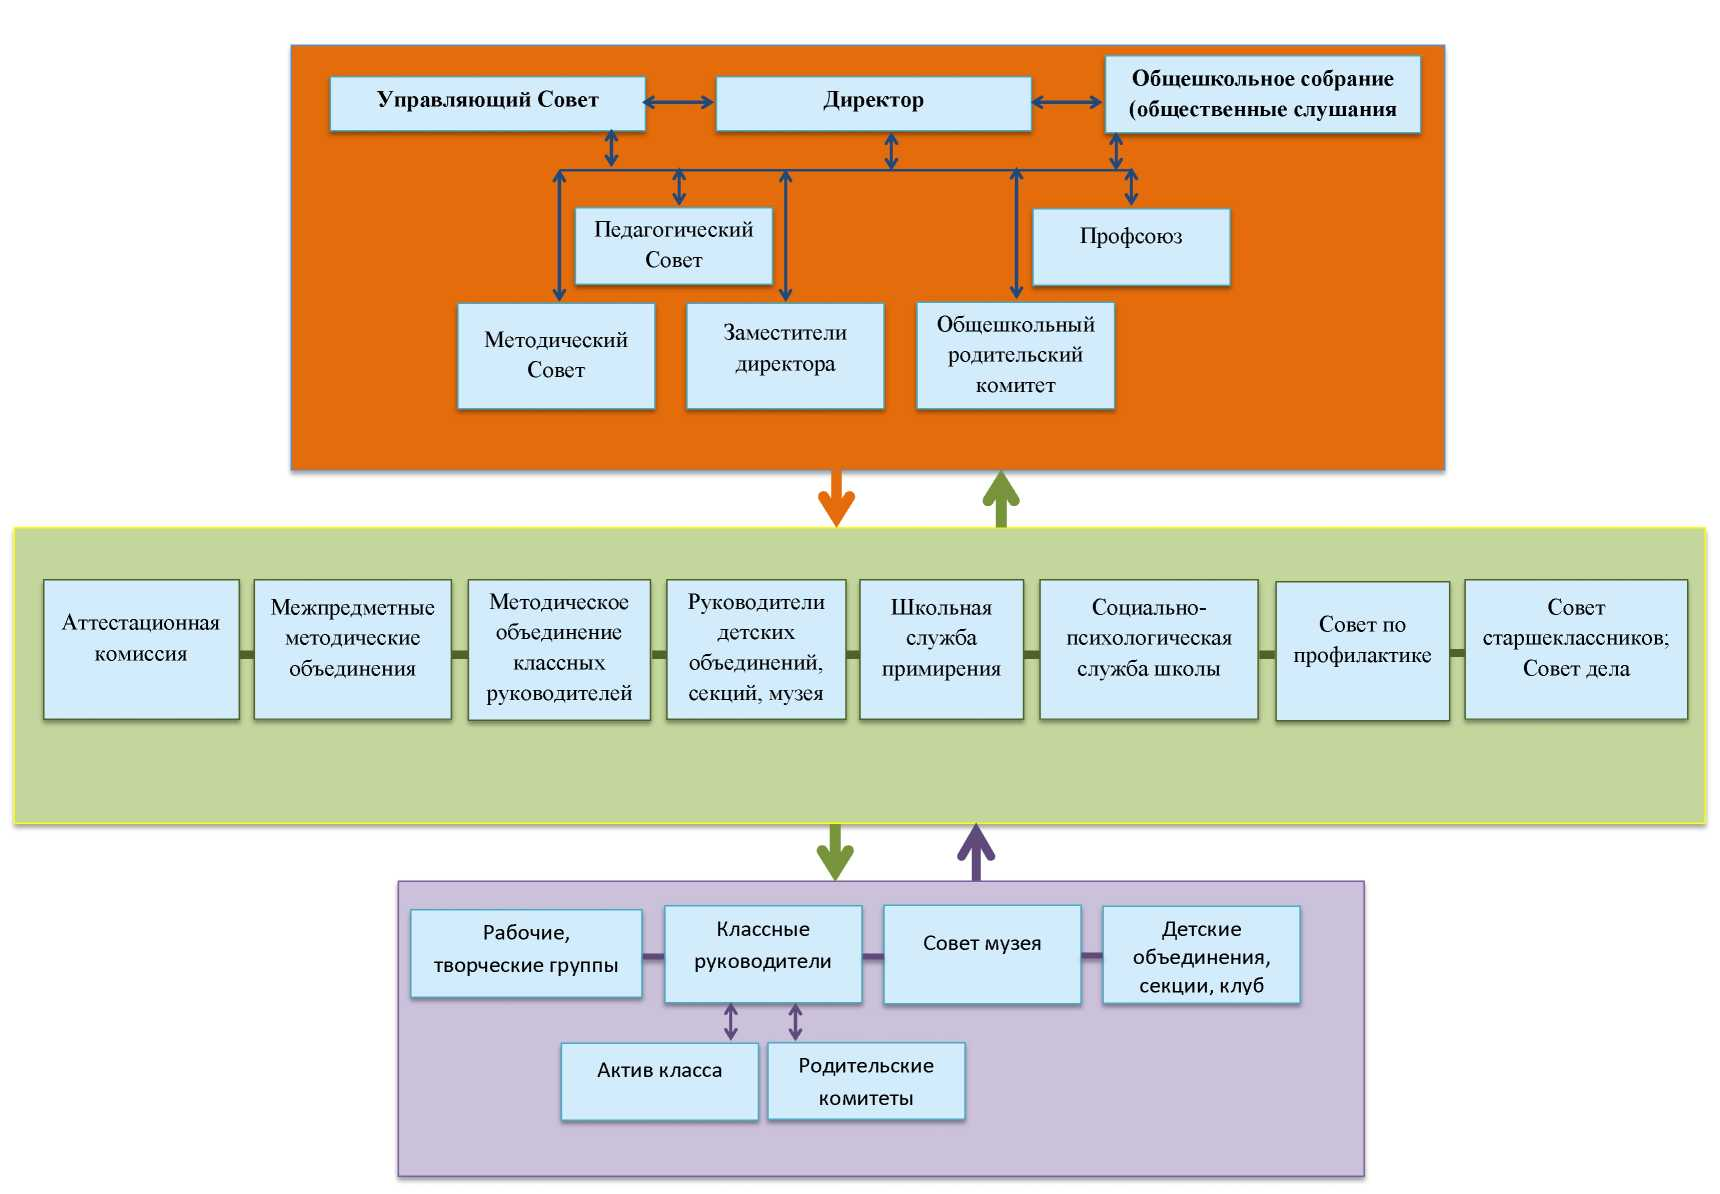 Управляющий Совет
Директор
Общешкольное собрание
(общественные слушания
Педагогический
Совет
Профсоюз
Методический
Совет
Заместители
директора
Общешкольный
родительский
комитет
Аттестационная
комиссия
Межпредметные
методические
объединения
Методическое
объединение
классных
руководителей
Руководители
детских
объединений,
секций, музея
Школьная
служба
примирения
Социально-
психологическая
служба школы
Совет по
профилактике
Совет
старшеклассников;
Совет дела
Рабочие,
творческие группы
Классные
руководители
Совет музея
Детские
объединения,
секции, клуб
Актив класса
Родительские
комитеты